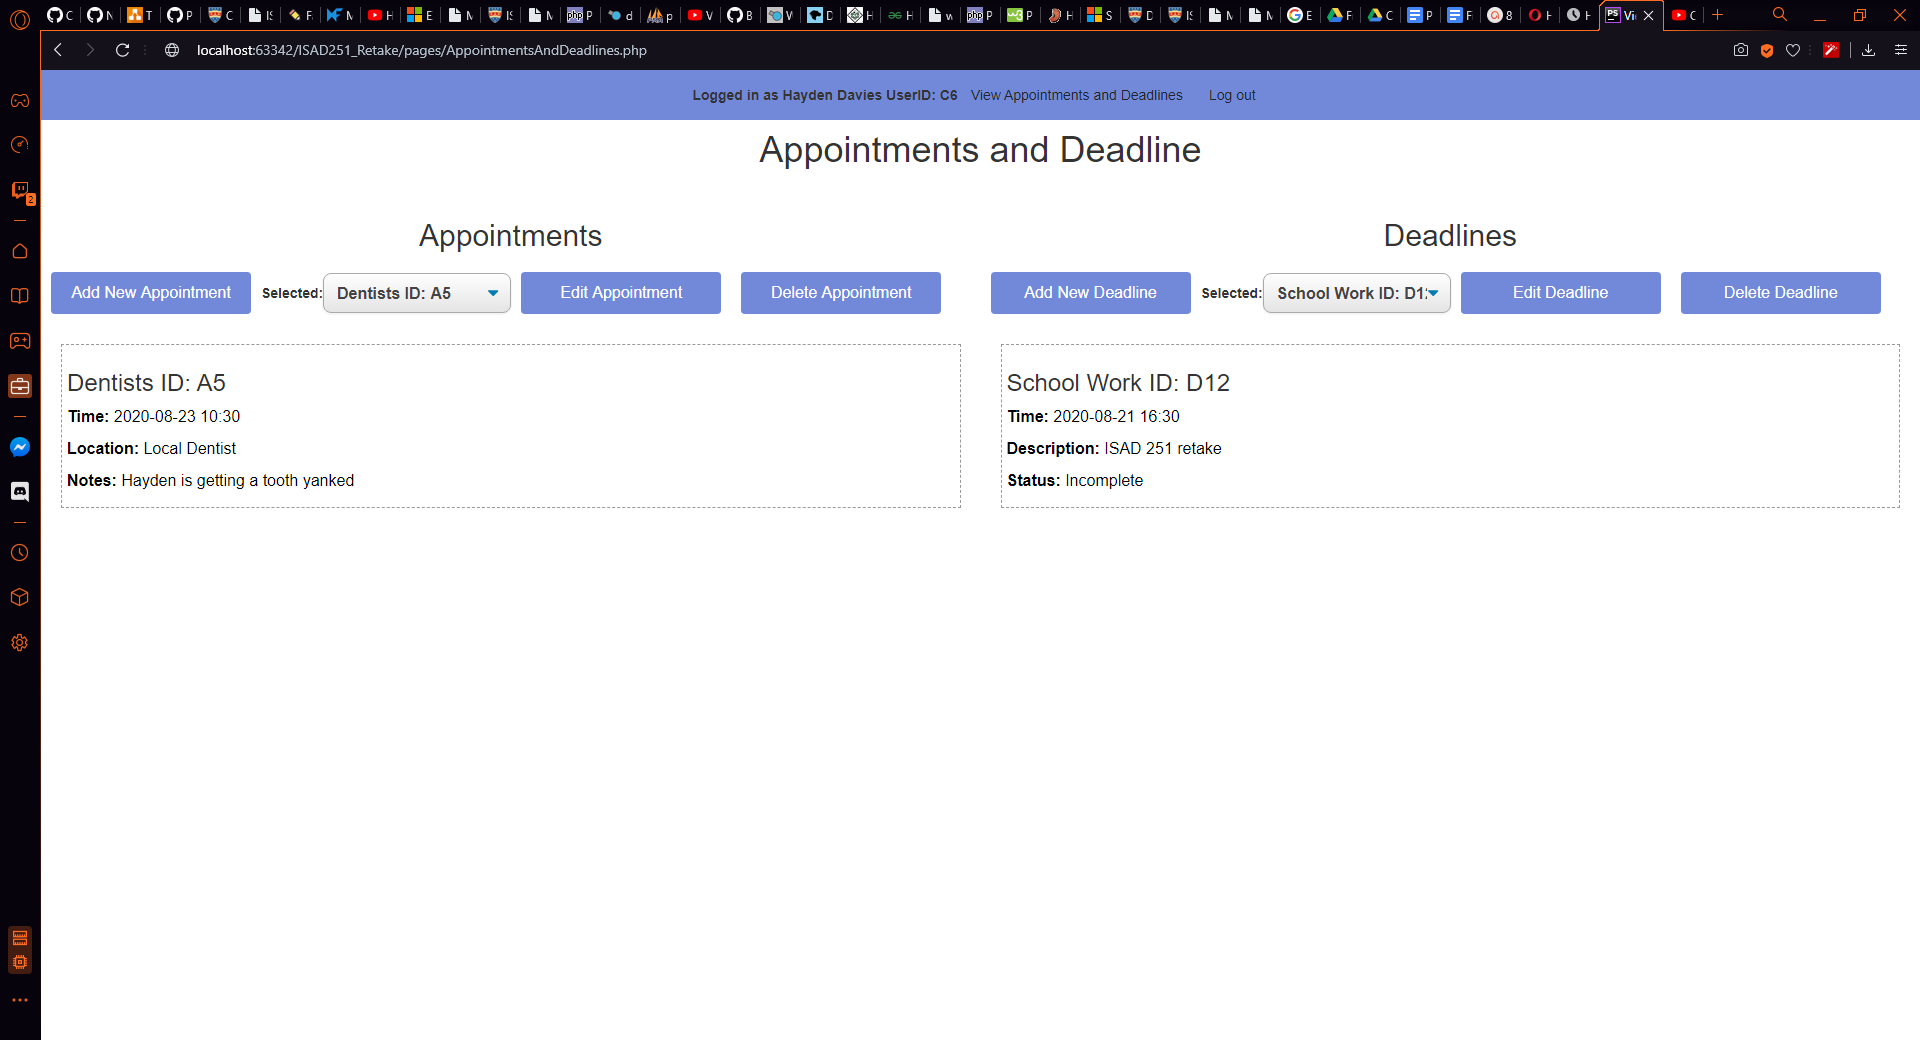 localhost:63342/ISAD251_Retake/pages/AppointmentsAndDeadlines.php
Logged in as Hayden Davies UserID: C6 View Appointments and Deadlines Log out
Appointments and Deadline
Appointments
Add New Appointment Selected: Dentists ID: A5 Edit Appointment Delete Appointment
Dentists ID: A5
Time: 2020-08-23 10:30
Location: Local Dentist
Notes: Hayden is getting a tooth yanked
Deadlines
Add New Deadline Selected: School Work ID: Edit Deadline Delete Deadline
School Work ID: D12
Time: 2020-08-21 16:30
Description: ISAD 251 retake
Status: Incomplete
2